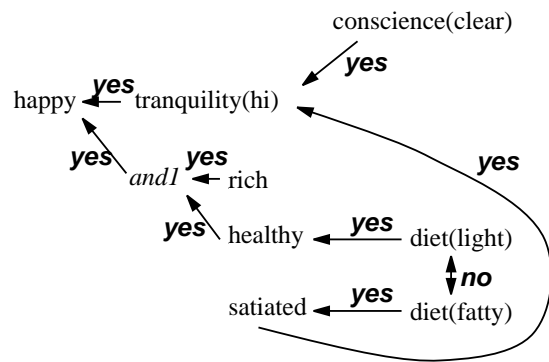 conscience(clear)
yes
yes
happy tranquility(hi)
yes
yes yes
and1 rich
yes yes
healthy diet(light)
no
yes
satiated diet(fatty)